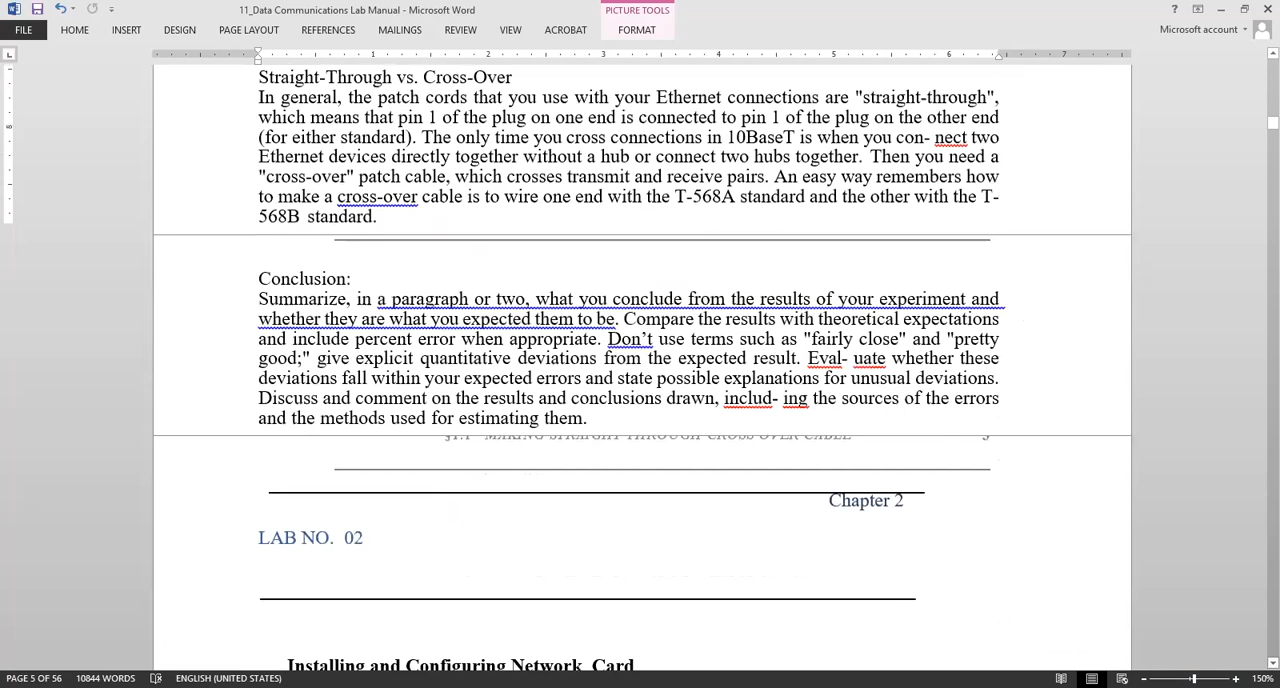 11_Data Communications Lab Manual - Microsoft Word
PICTURE TOOLS
?
FILE
HOME
INSERT
DESIGN
PAGE LAYOUT
REFERENCES
MAILINGS
REVIEW
VIEW
ACROBAT
FORMAT
Microsoft account
1 2 3 4 5 6 7
Straight-Through vs. Cross-Over
In general, the patch cords that you use with your Ethernet connections are "straight-through",
which means that pin 1 of the plug on one end is connected to pin 1 of the plug on the other end
(for either standard). The only time you cross connections in 10BaseT is when you con- nect two
Ethernet devices directly together without a hub or connect two hubs together. Then you need a
"cross-over" patch cable, which crosses transmit and receive pairs. An easy way remembers how
to make a cross-over cable is to wire one end with the T-568A standard and the other with the T-
568B standard.
Conclusion:
Summarize, in a paragraph or two, what you conclude from the results of your experiment and
whether they are what you expected them to be. Compare the results with theoretical expectations
and include percent error when appropriate. Don’t use terms such as "fairly close" and "pretty
good;" give explicit quantitative deviations from the expected result. Eval- uate whether these
deviations fall within your expected errors and state possible explanations for unusual deviations.
Discuss and comment on the results and conclusions drawn, includ- ing the sources of the errors
and the methods used for estimating them.
MAKING STRAIGHT THROUGH CROSS OVER CABLE
Chapter 2
LAB NO. 02
Installing and Configuring Network Card
PAGE 5 OF 56
10844 WORDS
ENGLISH (UNITED STATES)
150%